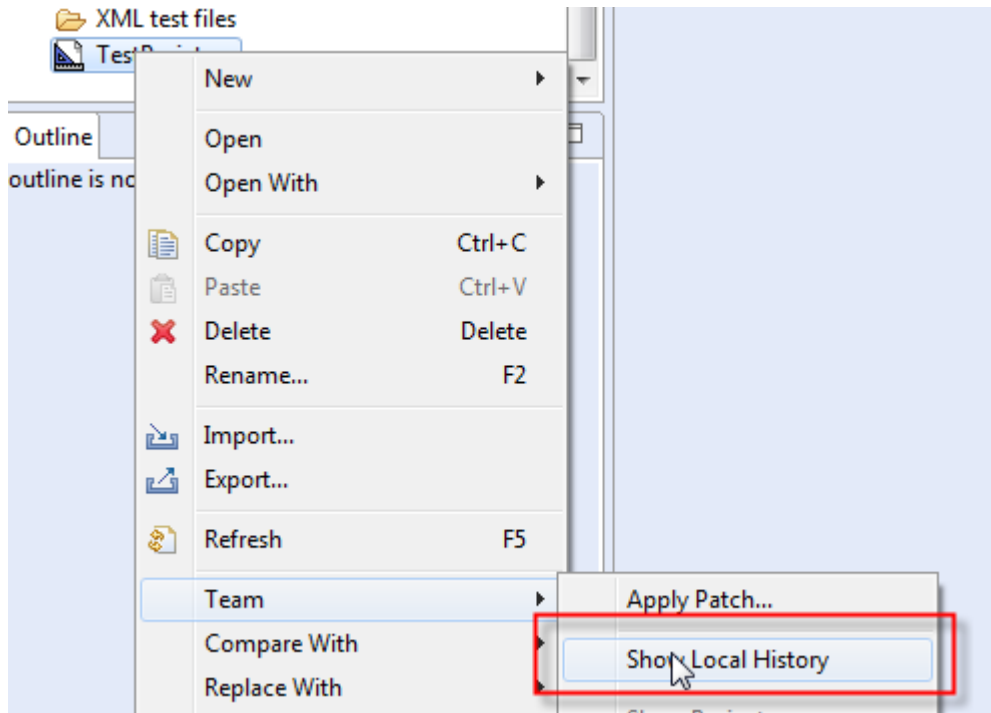 XML test files
New
Outline
Open
outline is
Open With
Copy Ctrl+C
Paste Ctrl+V
Delete Delete
Rename... F2
Import...
Export...
Refresh F5
Team
Apply Patch...
Compare With
Show Local History
Replace With